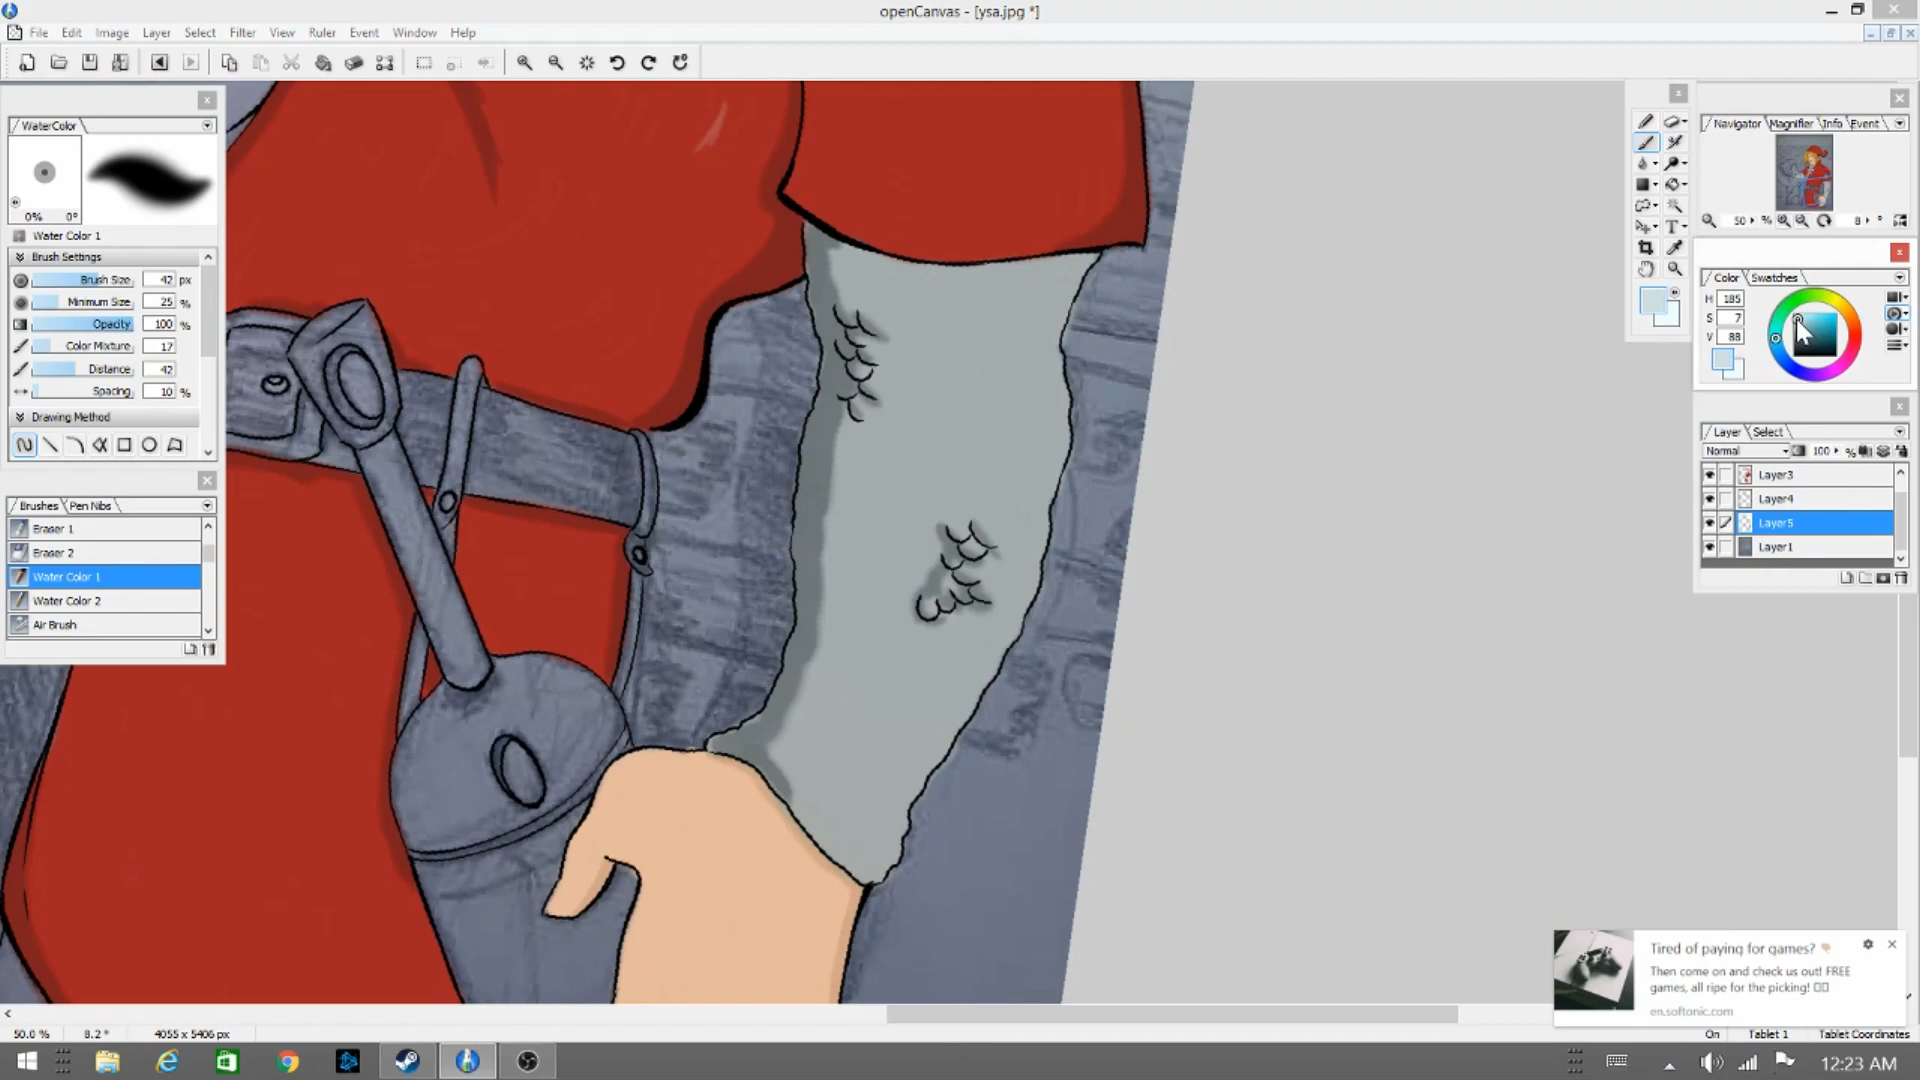 openCanvas - [ysa.jpg *]
File Edit Image Layer Select Filter View Ruler Event Window Help
WaterColor
0% 0°
Water Color 1
Brush Settings
Brush Size 42 px
Minimum Size 25 %
Opacity 100 %
Color Mixture 17
Distance 42
Spacing 10 %
Drawing Method
Brushes Pen Nibs
Eraser 1
Eraser 2
Water Color 1
Water Color 2
Air Brush
Navigator Magnifier Info Event
50 % 8 °
Color Swatches
H 185
S 7
V 88
Layer Select
Normal 100 %
Layer3
Layer4
Layer5
Layer1
Tired of paying for games?
Then come on and check us out! FREE
games, all ripe for the picking!
en.softonic.com
50.0 % 8.2 ° 4055 x 5406 px
On Tablet 1 Tablet Coordinates
12:23 AM